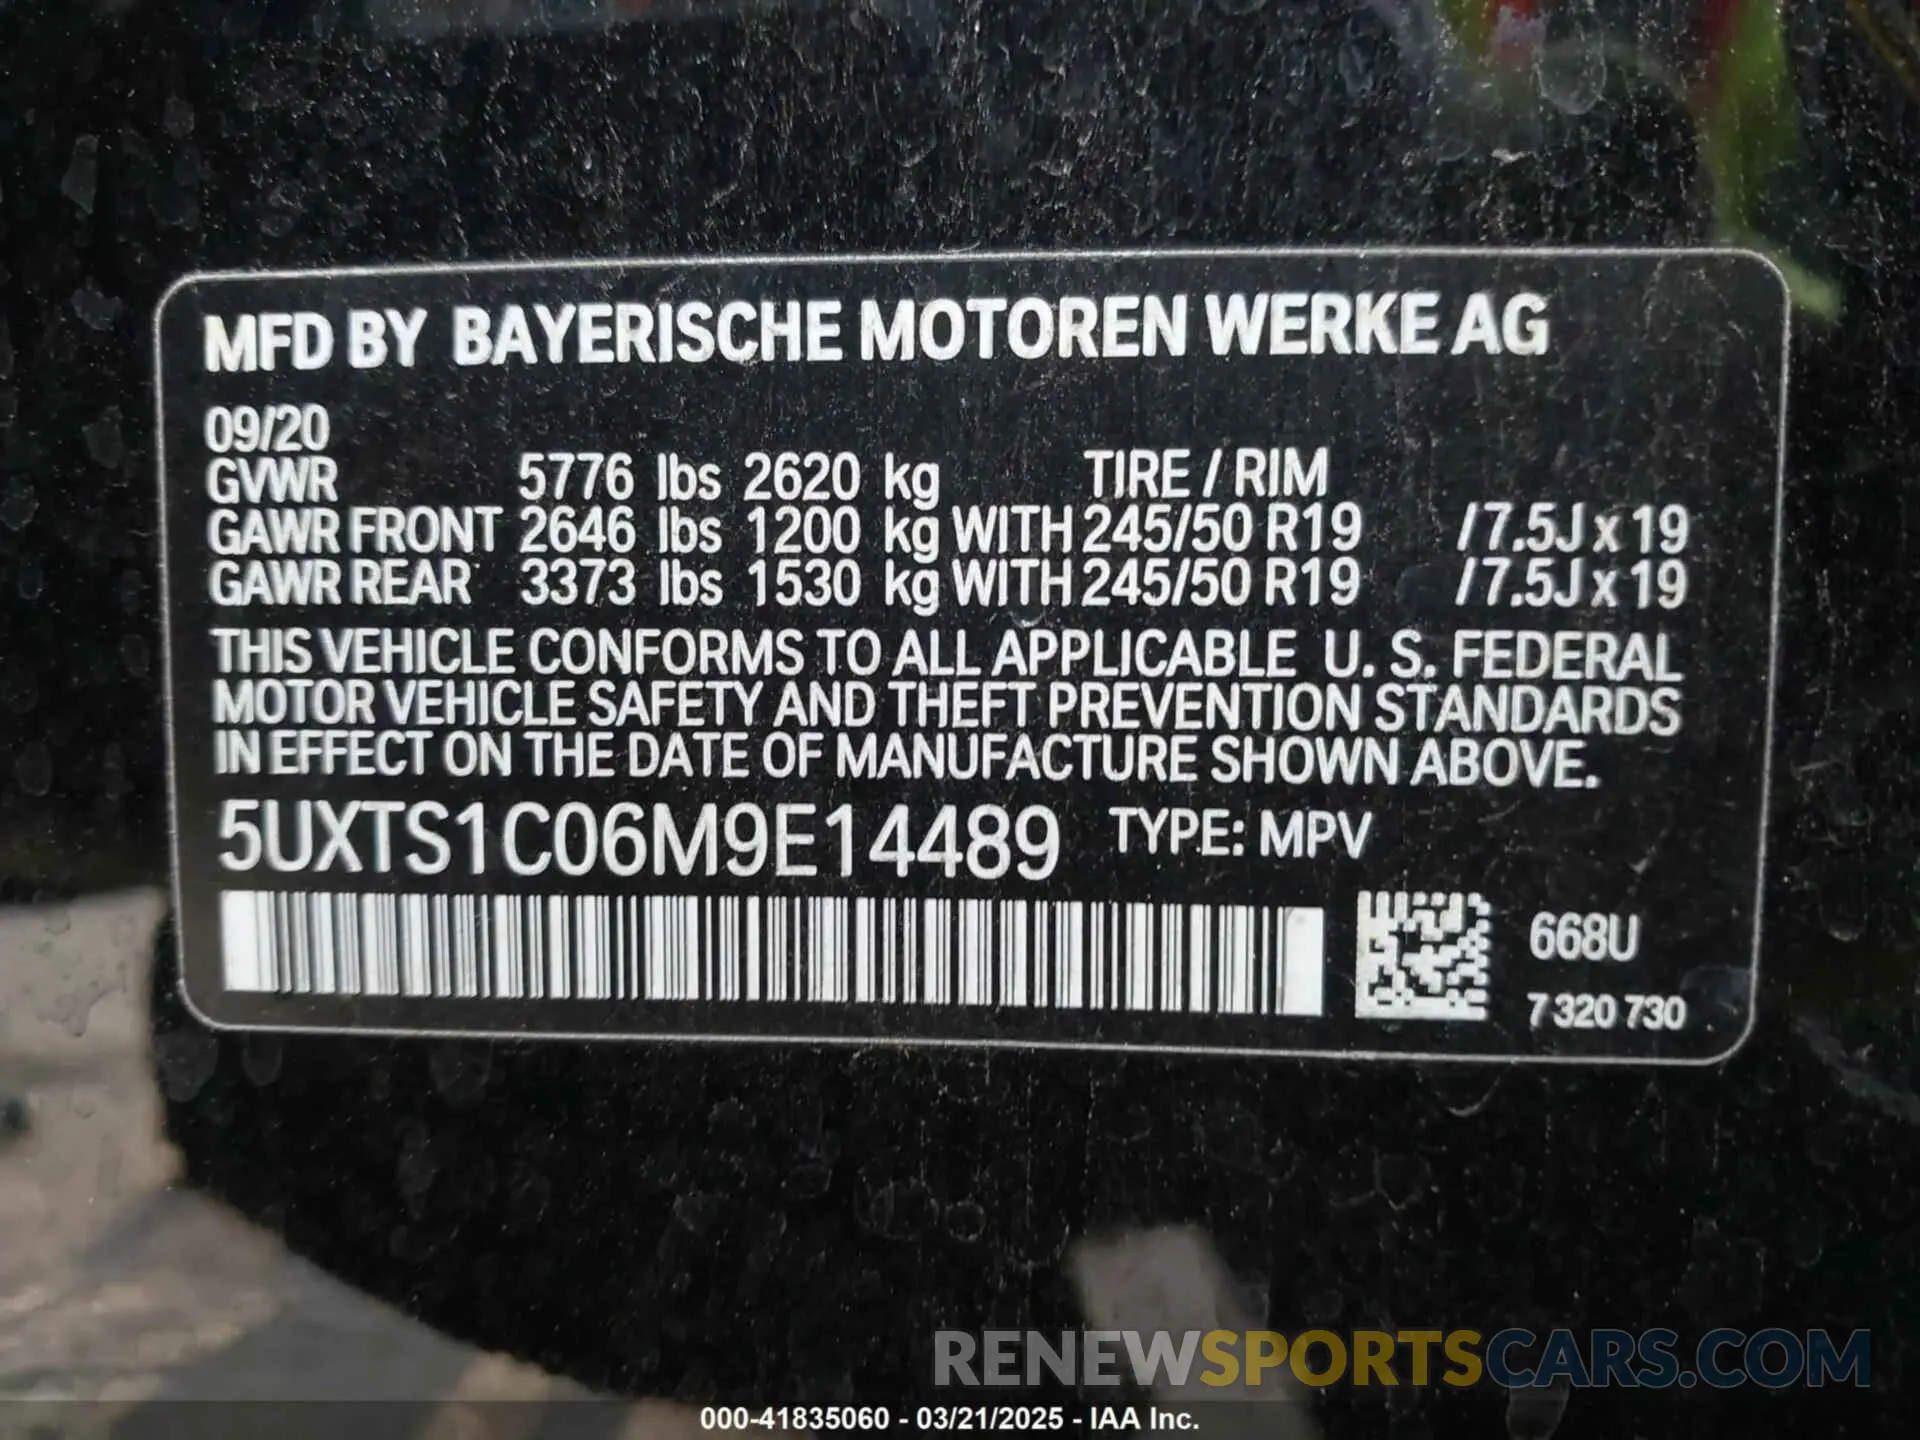 MFD BY BAYERISCHE MOTOREN WERKE AG
09/20
GVWR 5776 lbs 2620 kg TIRE / RIM
GAWR FRONT 2646 lbs 1200 kg WITH 245/50 R19 /7.5J x 19
GAWR REAR 3373 lbs 1530 kg WITH 245/50 R19 /7.5J x 19
THIS VEHICLE CONFORMS TO ALL APPLICABLE U. S. FEDERAL
MOTOR VEHICLE SAFETY AND THEFT PREVENTION STANDARDS
IN EFFECT ON THE DATE OF MANUFACTURE SHOWN ABOVE.
5UXTS1C06M9E14489 TYPE: MPV
668U
7 320 730
RENEWSPORTSCARS.COM
000-41835060 - 03/21/2025 - IAA Inc.